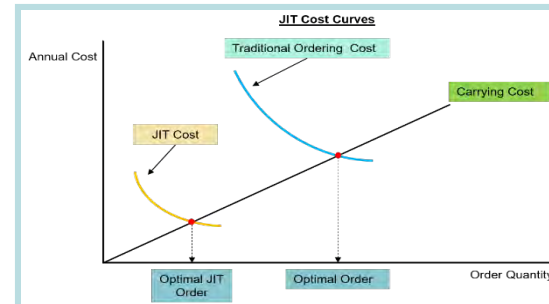 JIT Cost Curves
Annual Cost
Traditional Ordering Cost
Carrying Cost
JIT Cost
Optimal JIT
Order
Optimal Order
Order Quantity